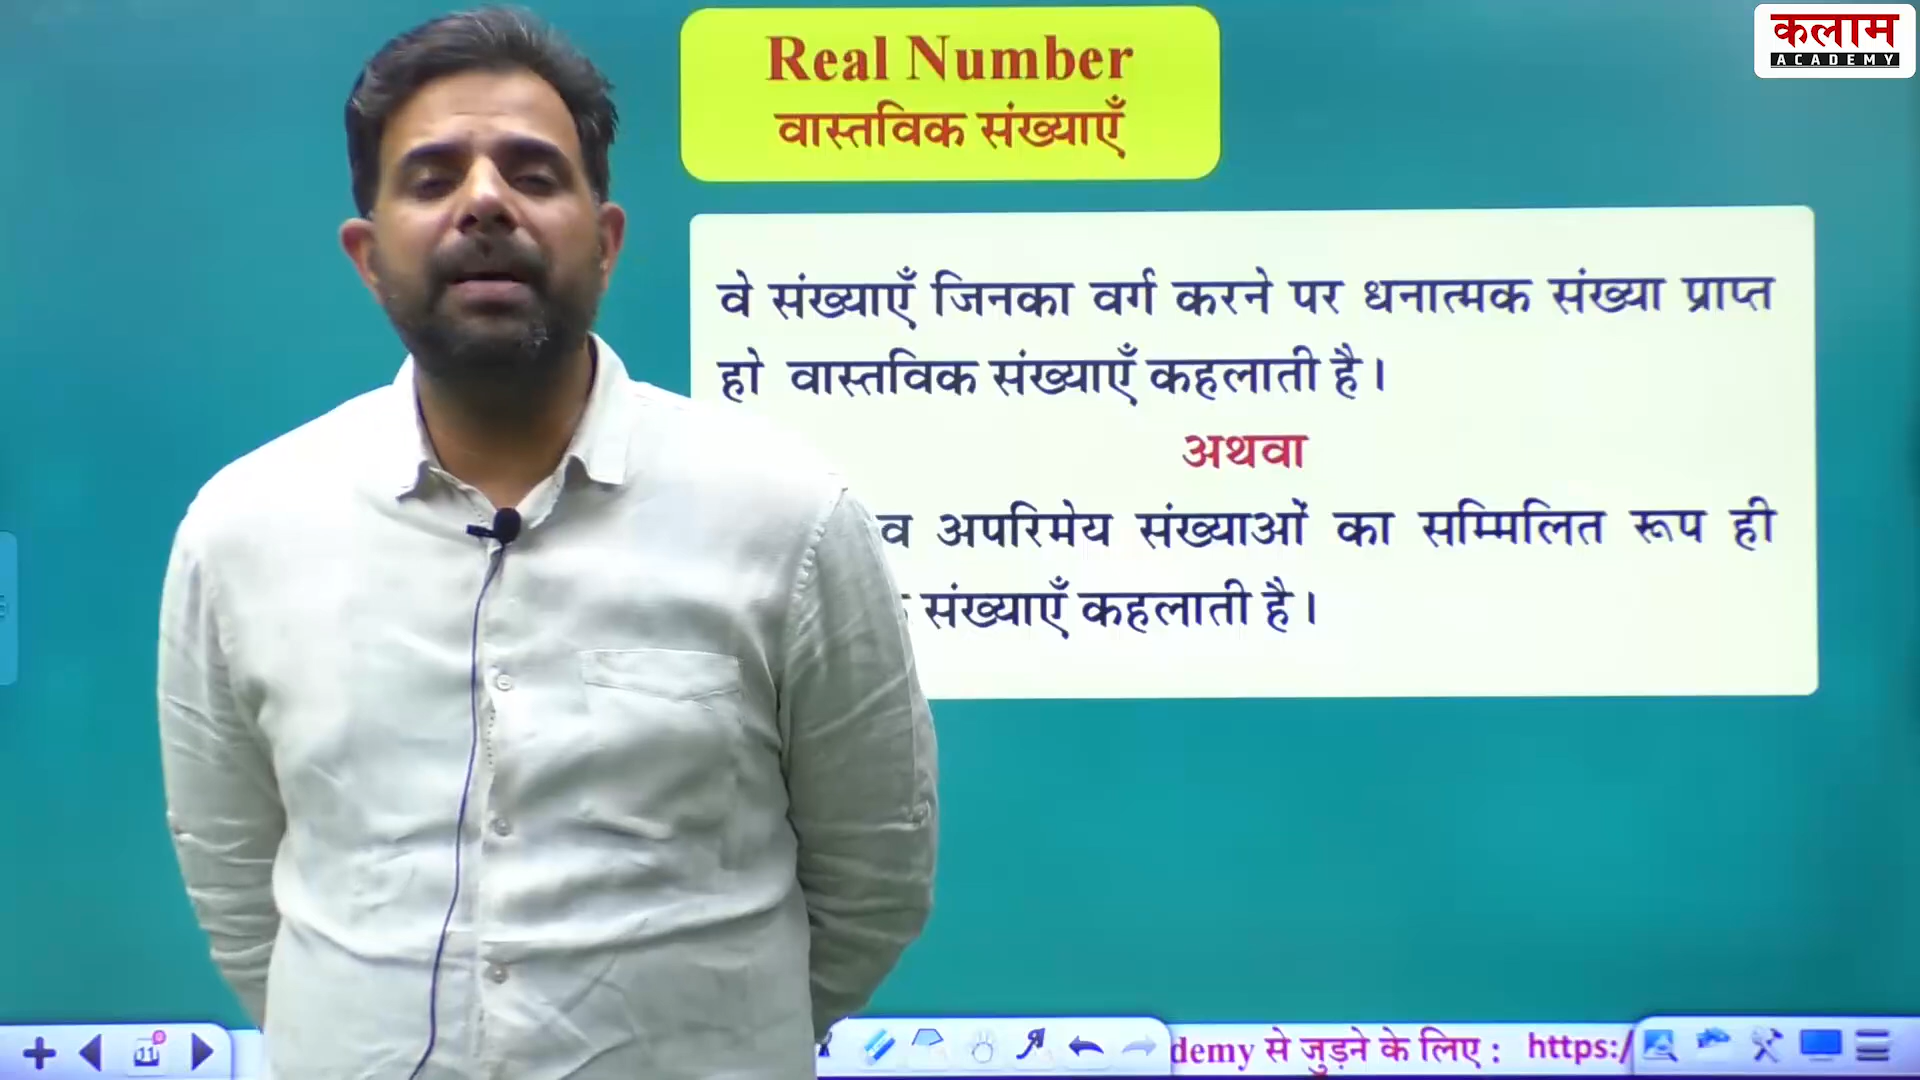 कलाम
ACADEMY
Real Number
वास्तविक संख्याएँ
वे संख्याएँ जिनका वर्ग करने पर धनात्मक संख्या प्राप्त
हो वास्तविक संख्याएँ कहलाती है।
अथवा
व अपरिमेय संख्याओं का सम्मिलित रूप ही
संख्याएँ कहलाती है।
11
demy से जुड़ने के लिए : https:/